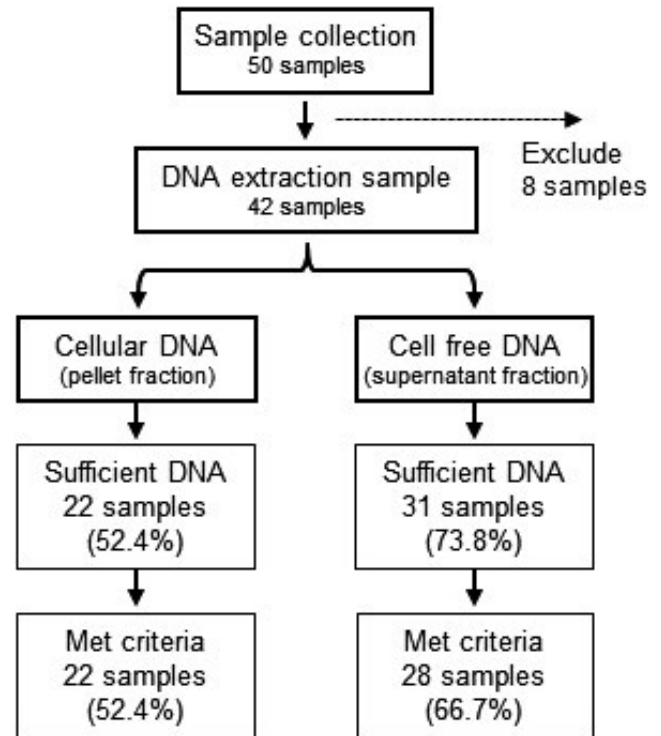 Sample collection
50 samples
Exclude
8 samples
DNA extraction sample
42 samples
Cellular DNA
(pellet fraction)
Sufficient DNA
22 samples
(52.4%)
Met criteria
22 samples
(52.4%)
Cell free DNA
(supernatant fraction)
Sufficient DNA
31 samples
(73.8%)
Met criteria
28 samples
(66.7%)